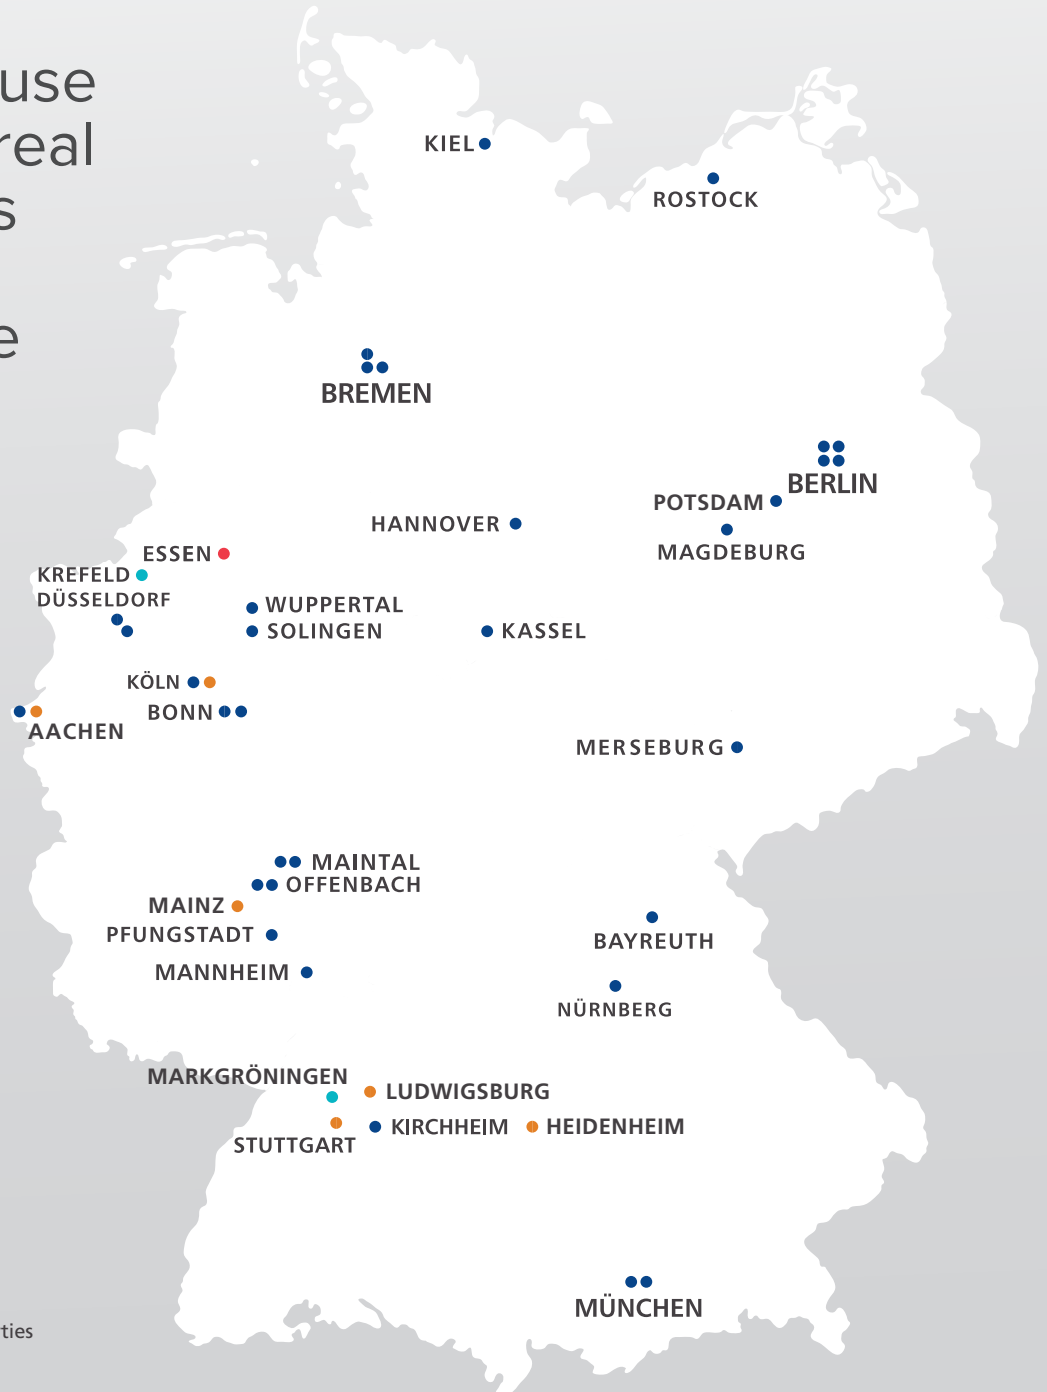 use
real
s
e
KIEL
ROSTOCK
BREMEN
BERLIN
POTSDAM
HANNOVER
MAGDEBURG
ESSEN
KREFELD
DÜSSELDORF
WUPPERTAL
SOLINGEN
KASSEL
KÖLN
BONN
AACHEN
MERSEBURG
MAINTAL
OFFENBACH
MAINZ
PFUNGSTADT
BAYREUTH
MANNHEIM
NÜRNBERG
MARKGRÖNINGEN
LUDWIGSBURG
KIRCHHEIM
HEIDENHEIM
STUTTGART
MÜNCHEN
ties